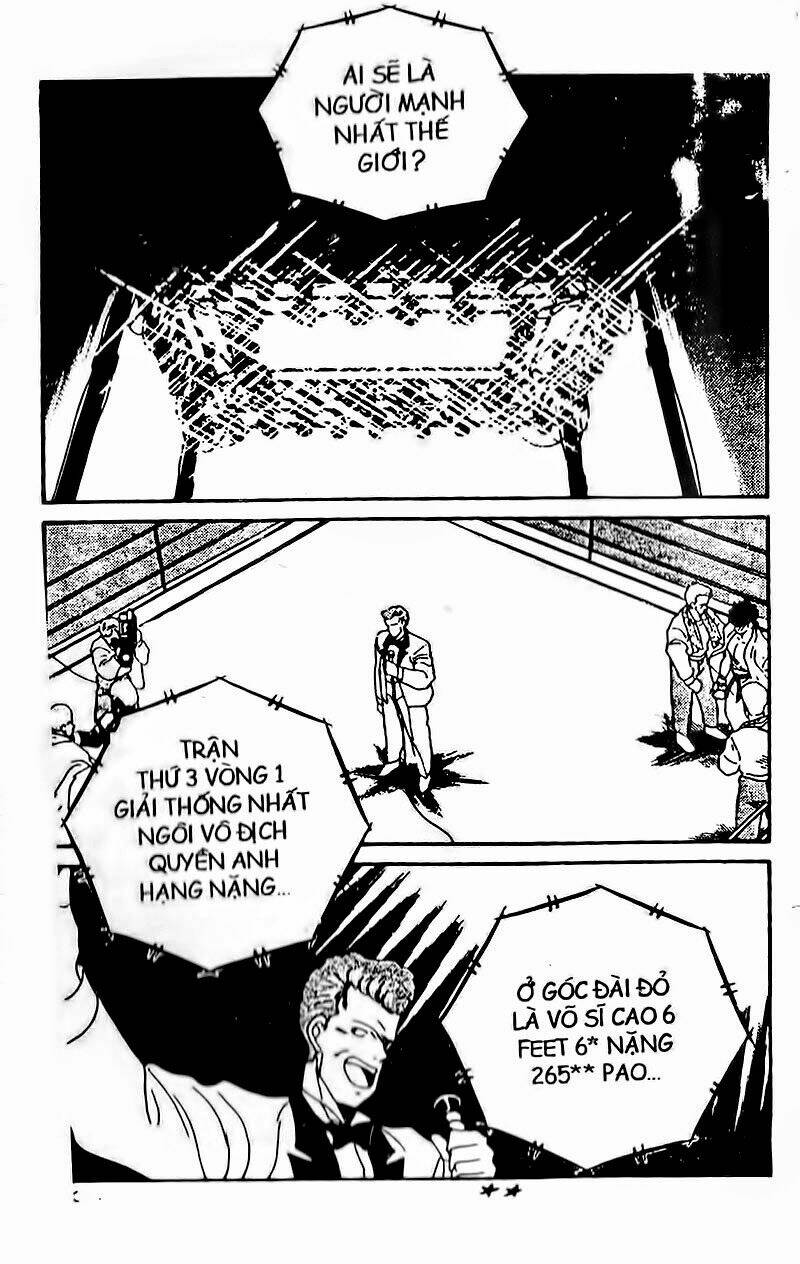 AI SẼ LÀ
NGƯỜI MẠNH
NHẤT THẾ
GIỚI?
TRẬN
THỨ 3 VÒNG 1
GIẢI THỐNG NHẤT
NGÔI VÔ ĐỊCH
QUYỀN ANH
HẠNG NẶNG...
Ở GÓC ĐÀI ĐỎ
LÀ VÕ SĨ CAO 6
FEET 6* NẶNG
265** PAO...
**